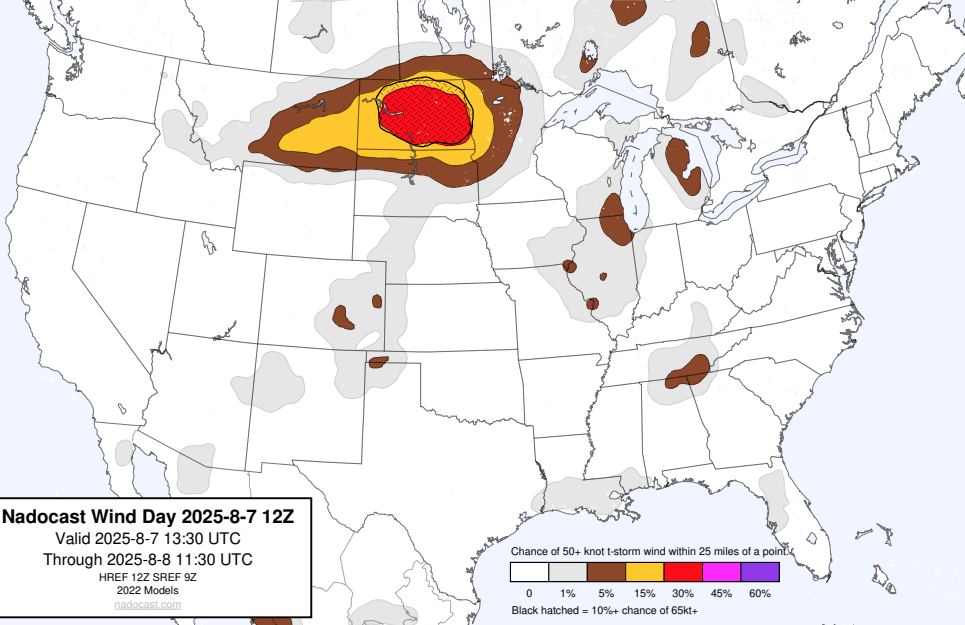 Nadocast Wind Day 2025-8-7 12Z
Valid 2025-8-7 13:30 UTC
Through 2025-8-8 11:30 UTC
HREF 12Z SREF 9Z
2022 Models
nadocast.com
Chance of 50+ knot t-storm wind within 25 miles of a point.
0 1% 5% 15% 30% 45% 60%
Black hatched = 10%+ chance of 65kt+